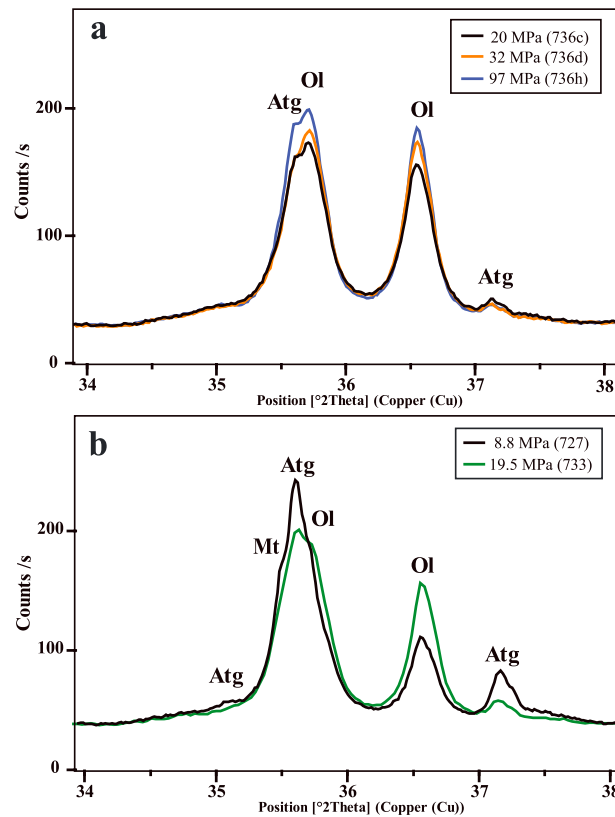 a
20 MPa (736c)
32 MPa (736d)
97 MPa (736h)
Ol
Atg
Ol
Atg
Counts /s
200
100
0
34
35
36
37
38
Position [°2Theta] (Copper (Cu))
b
8.8 MPa (727)
19.5 MPa (733)
Atg
Ol
Mt
Ol
Atg
Atg
Counts /s
200
100
0
34
35
36
37
38
Position [°2Theta] (Copper (Cu))